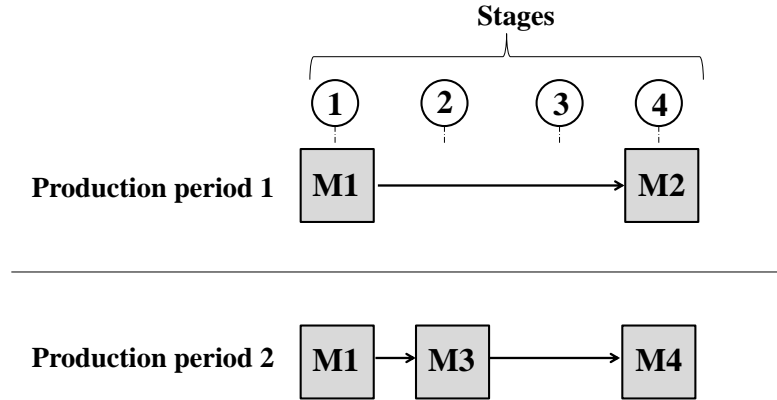 Stages
1 2 3 4
Production period 1 M1 M2
Production period 2 M1 M3 M4